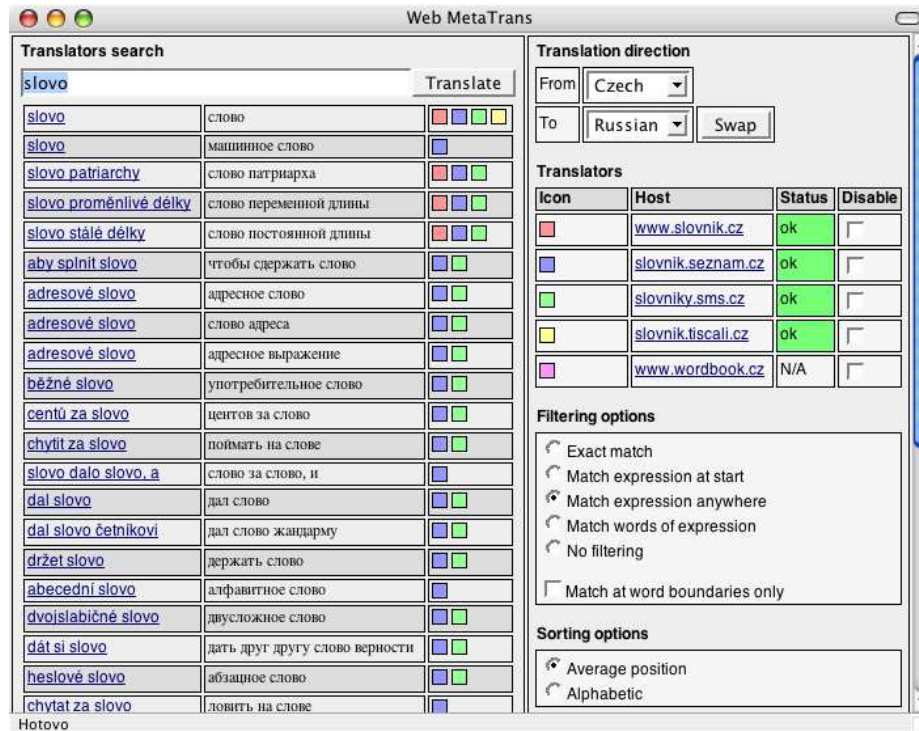 Web MetaTrans
Translators search
slovo
Translate
slovo слово
slovo машинное слово
slovo patriarchy слово патриарха
slovo proměnlivé délky слово переменной длины
slovo stálé délky слово постоянной длины
aby splnit slovo чтобы сдержать слово
adresové slovo адресное слово
adresové slovo слово адреса
adresové slovo адресное выражение
běžné slovo употребительное слово
centů za slovo центов за слово
chytit za slovo поймать на слове
slovo dalo slovo, a слово за слово, и
dal slovo дал слово
dal slovo četníkovi дал слово жандарму
držet slovo держать слово
abecední slovo алфавитное слово
dvojslabičné slovo двусложное слово
dát si slovo дать друг другу слово верности
heslové slovo абзацное слово
chytat za slovo ловить на слове
Translation direction
From Czech
To Russian Swap
Translators
Icon Host Status Disable
www.slovnik.cz ok
slovnik.seznam.cz ok
slovniky.sms.cz ok
slovnik.tiscali.cz ok
www.wordbook.cz N/A
Filtering options
Exact match
Match expression at start
Match expression anywhere
Match words of expression
No filtering
Match at word boundaries only
Sorting options
Average position
Alphabetic
Hotovo